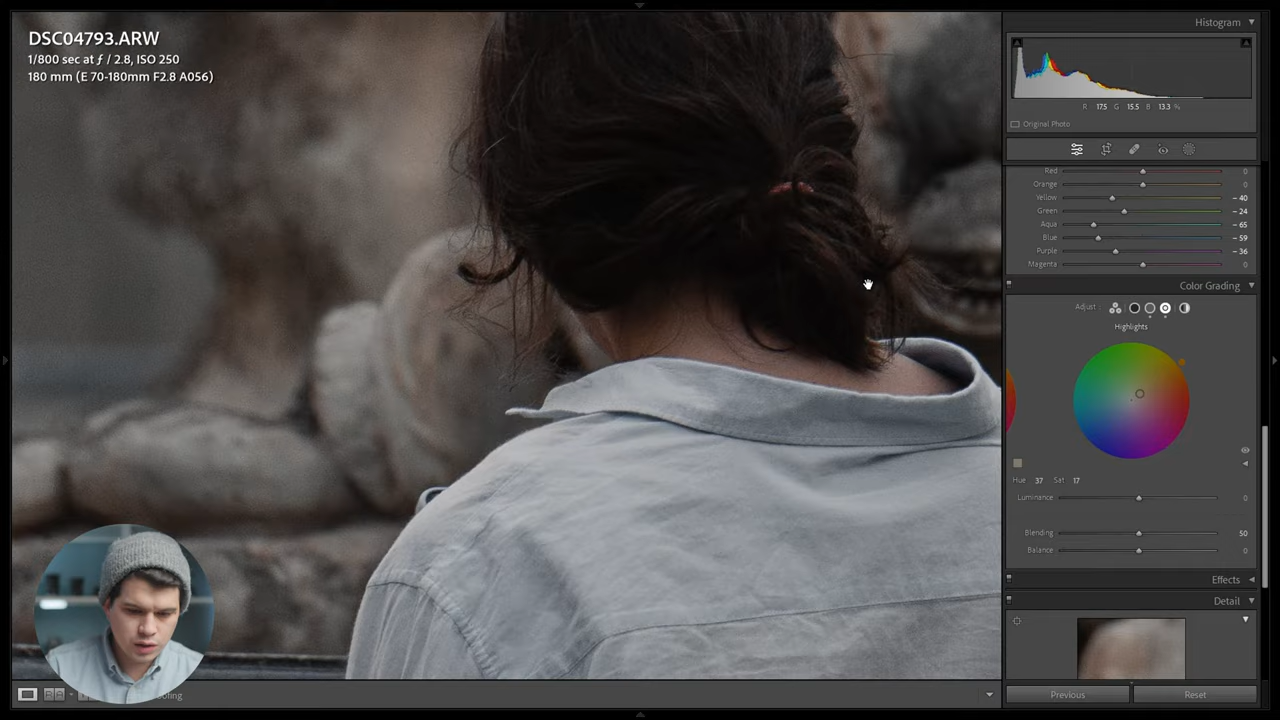 DSC04793.ARW
1/800 sec at ƒ / 2.8, ISO 250
180 mm (E 70-180mm F2.8 A056)
Histogram
R 17.5 G 15.5 B 13.3 %
Original Photo
Red 0
Orange 0
Yellow – 40
Green – 24
Aqua – 65
Blue – 59
Purple – 36
Magenta 0
Color Grading
Adjust :
Highlights
Hue 37 Sat 17
Luminance 0
Blending 50
Balance 0
Effects
Detail
Previous
Reset